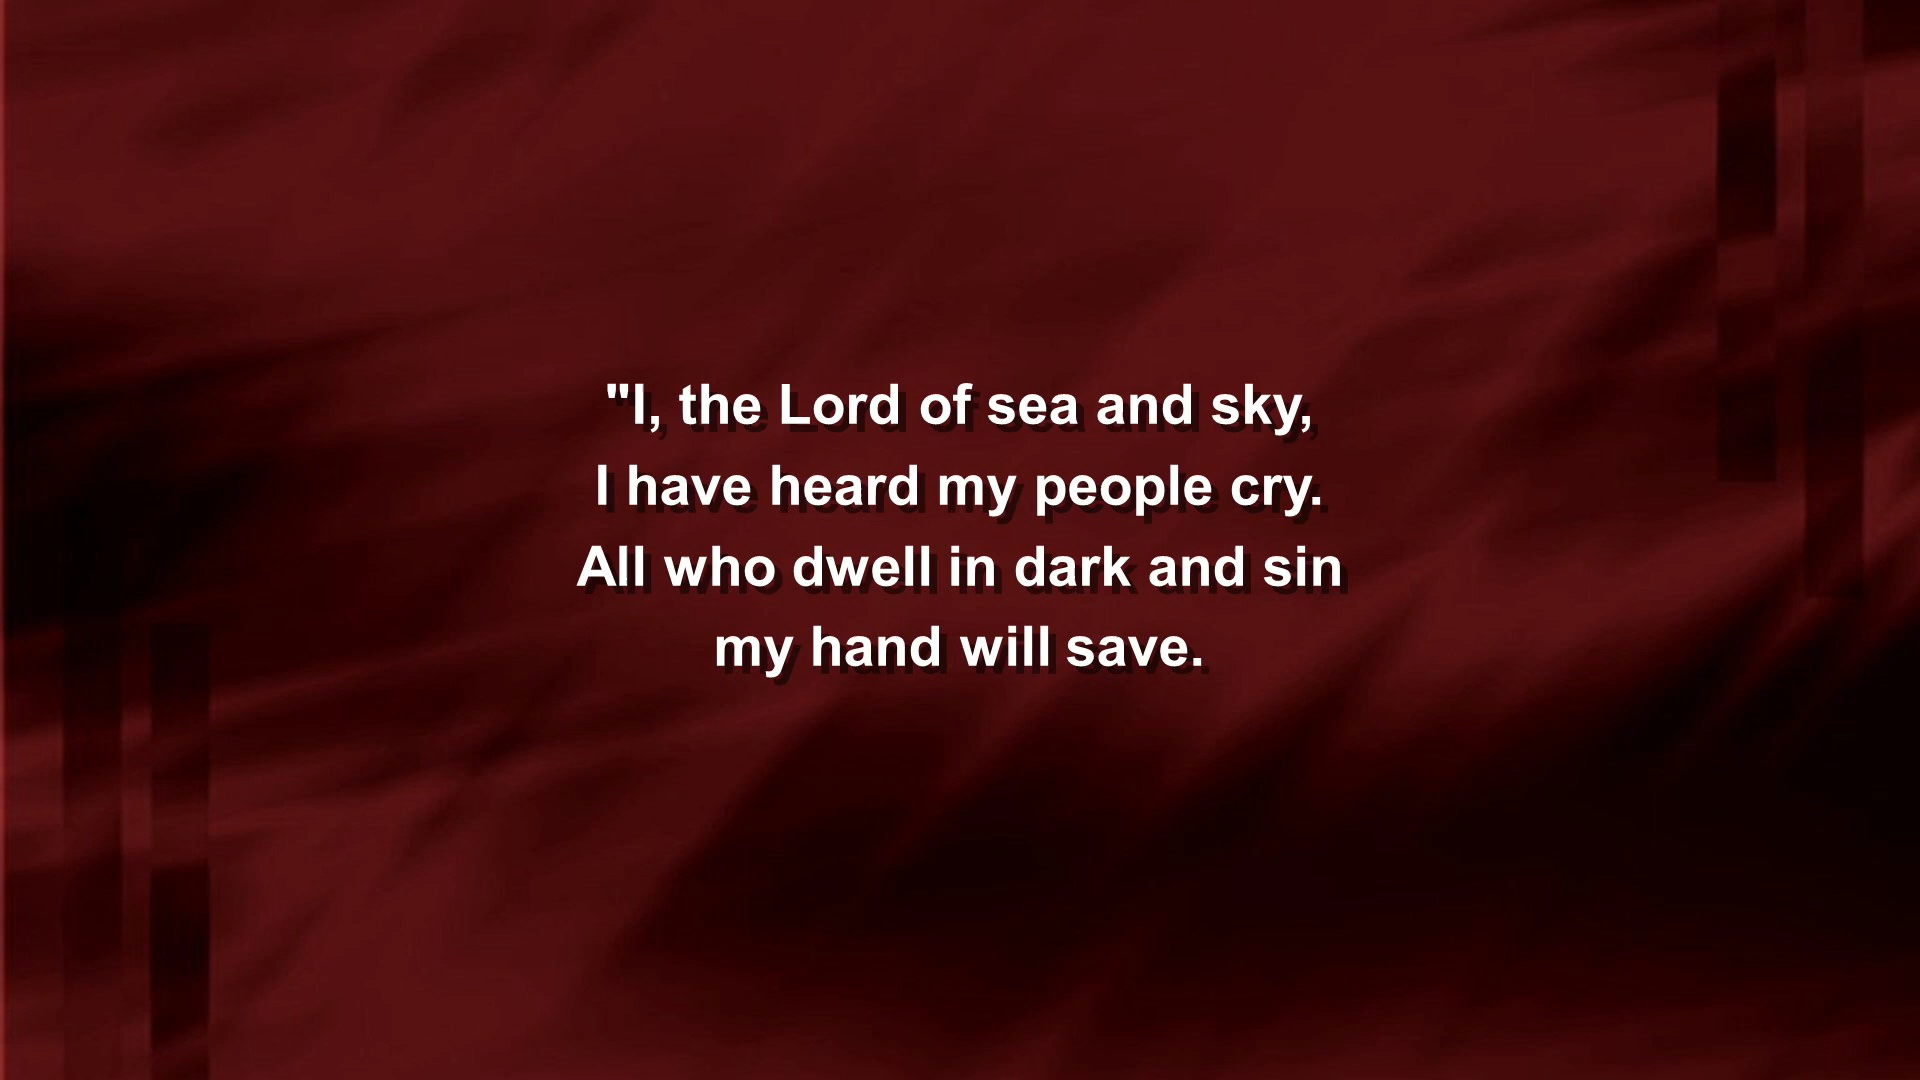 "I, the Lord of sea and sky,
I have heard my people cry.
All who dwell in dark and sin
my hand will save.